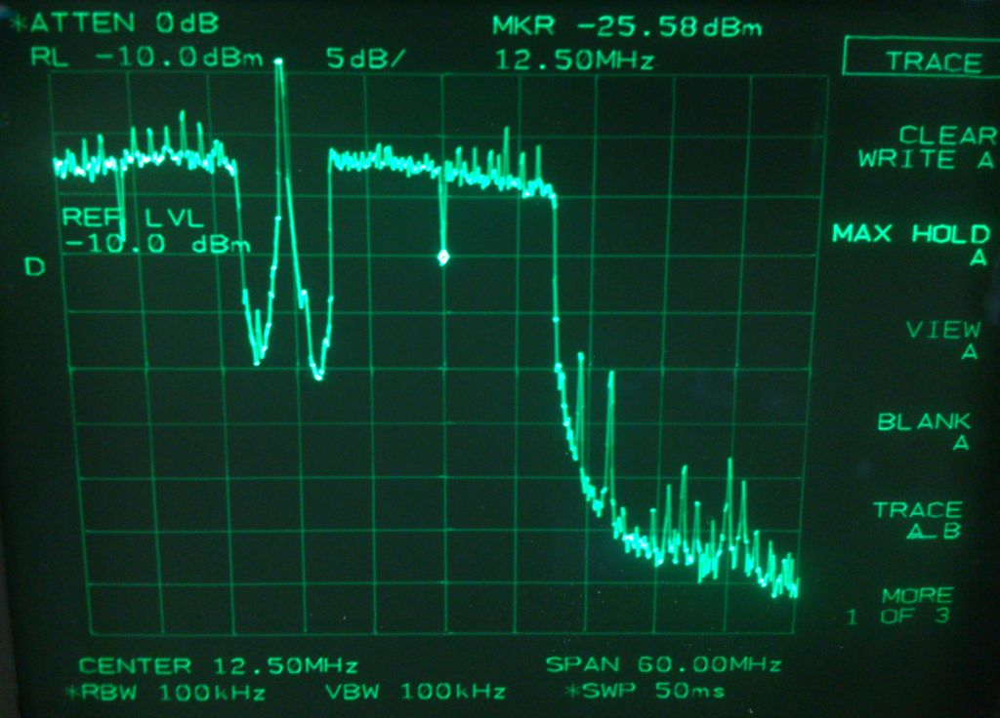 *ATTEN 0dB
MKR -25.58dBm
RL -10.0dBm
5dB/
12.50MHz
TRACE
CLEAR
WRITE A
REF LVL
-10.0 dBm
MAX HOLD
A
D
VIEW
A
BLANK
A
TRACE
A B
MORE
1 OF 3
CENTER 12.50MHz
SPAN 60.00MHz
*RBW 100kHz
VBW 100kHz
*SWP 50ms